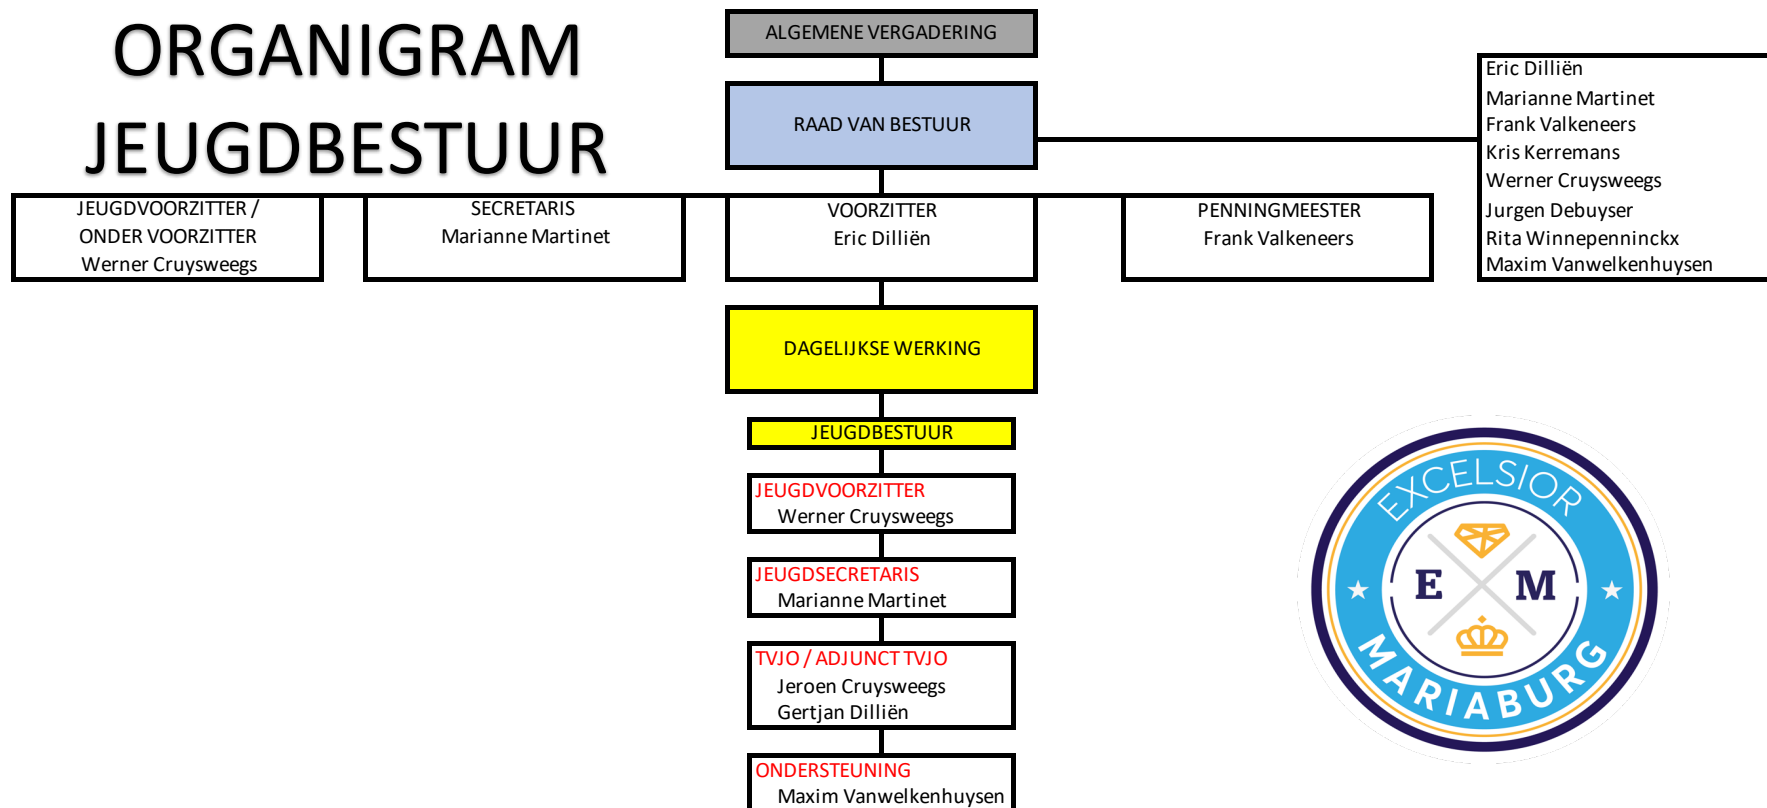 ORGANIGRAM
JEUGDBESTUUR
ALGEMENE VERGADERING
RAAD VAN BESTUUR
Eric Dilliën
Marianne Martinet
Frank Valkeneers
Kris Kerremans
Werner Cruysweegs
Jurgen Debuyser
Rita Winnepenninckx
Maxim Vanwelkenhuysen
JEUGDVOORZITTER /
ONDER VOORZITTER
Werner Cruysweegs
SECRETARIS
Marianne Martinet
VOORZITTER
Eric Dilliën
PENNINGMEESTER
Frank Valkeneers
DAGELIJKSE WERKING
JEUGDBESTUUR
JEUGDVOORZITTER
Werner Cruysweegs
JEUGDSECRETARIS
Marianne Martinet
TVJO / ADJUNCT TVJO
Jeroen Cruysweegs
Gertjan Dilliën
ONDERSTEUNING
Maxim Vanwelkenhuysen
EXCELSIOR
E M
MARIABURG